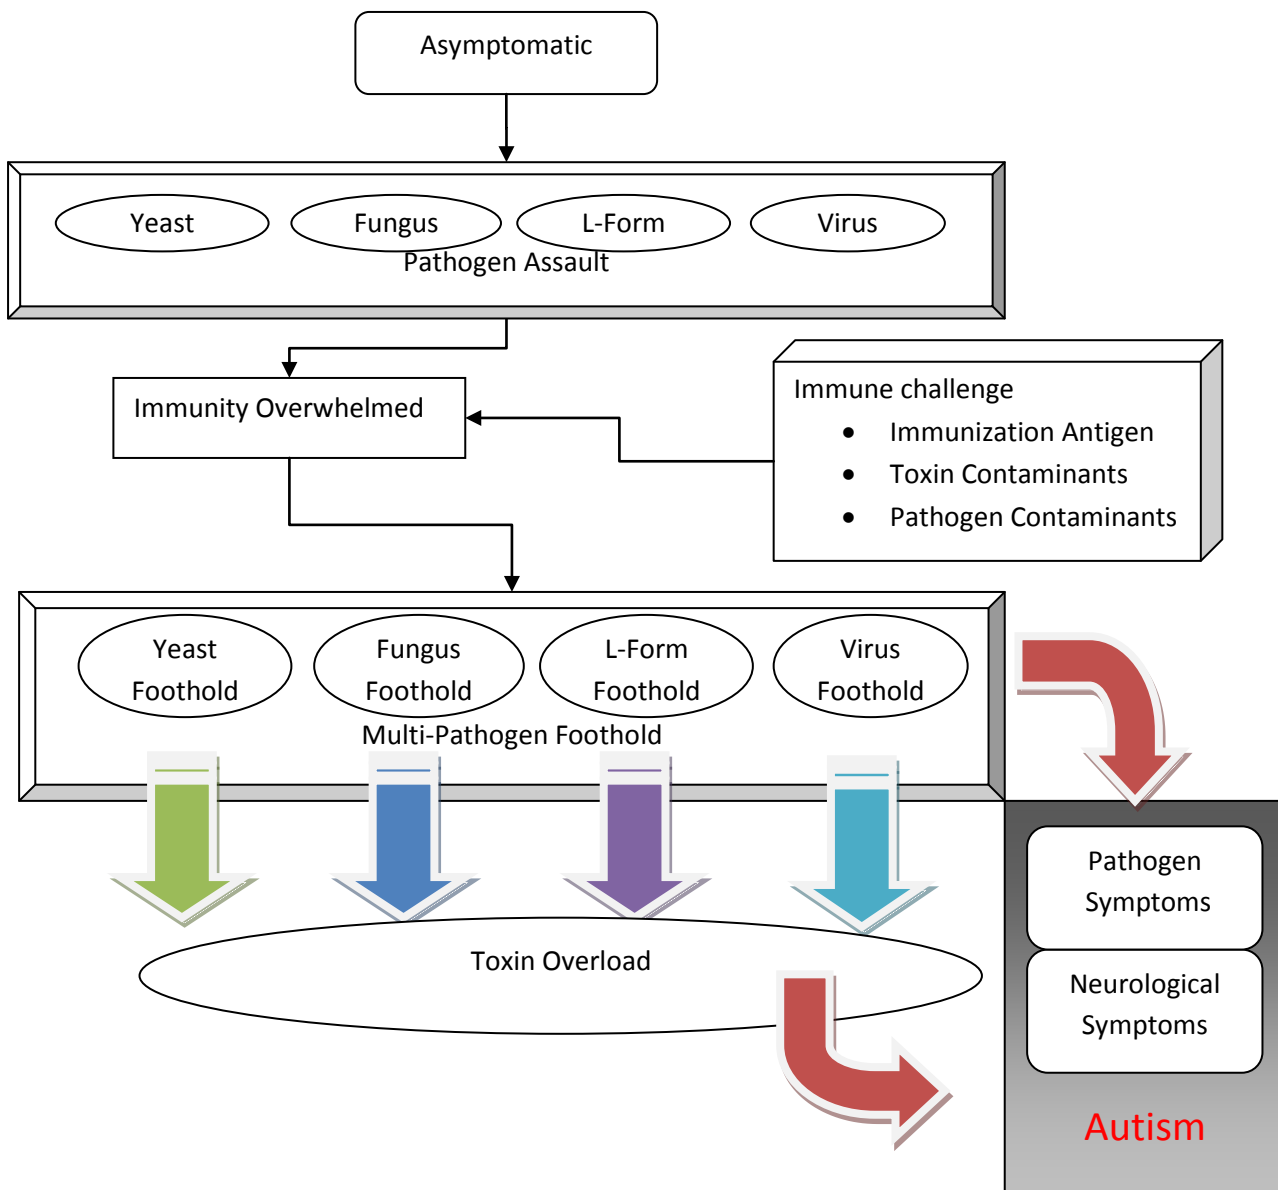 Asymptomatic
Yeast
Fungus
L-Form
Virus
Pathogen Assault
Immunity Overwhelmed
Immune challenge
• Immunization Antigen
• Toxin Contaminants
• Pathogen Contaminants
Yeast
Foothold
Fungus
Foothold
L-Form
Foothold
Virus
Foothold
Multi-Pathogen Foothold
Toxin Overload
Pathogen
Symptoms
Neurological
Symptoms
Autism